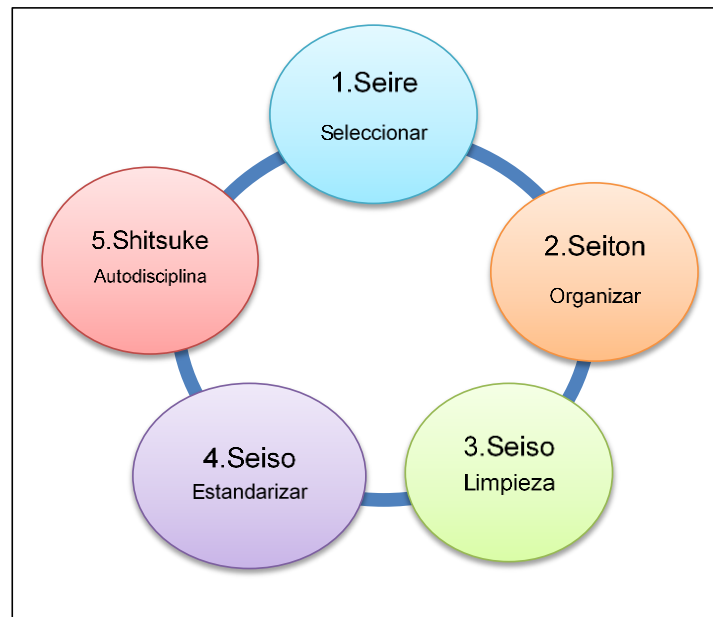 1.Seire
Seleccionar
2.Seiton
Organizar
3.Seiso
Limpieza
4.Seiso
Estandarizar
5.Shitsuke
Autodisciplina